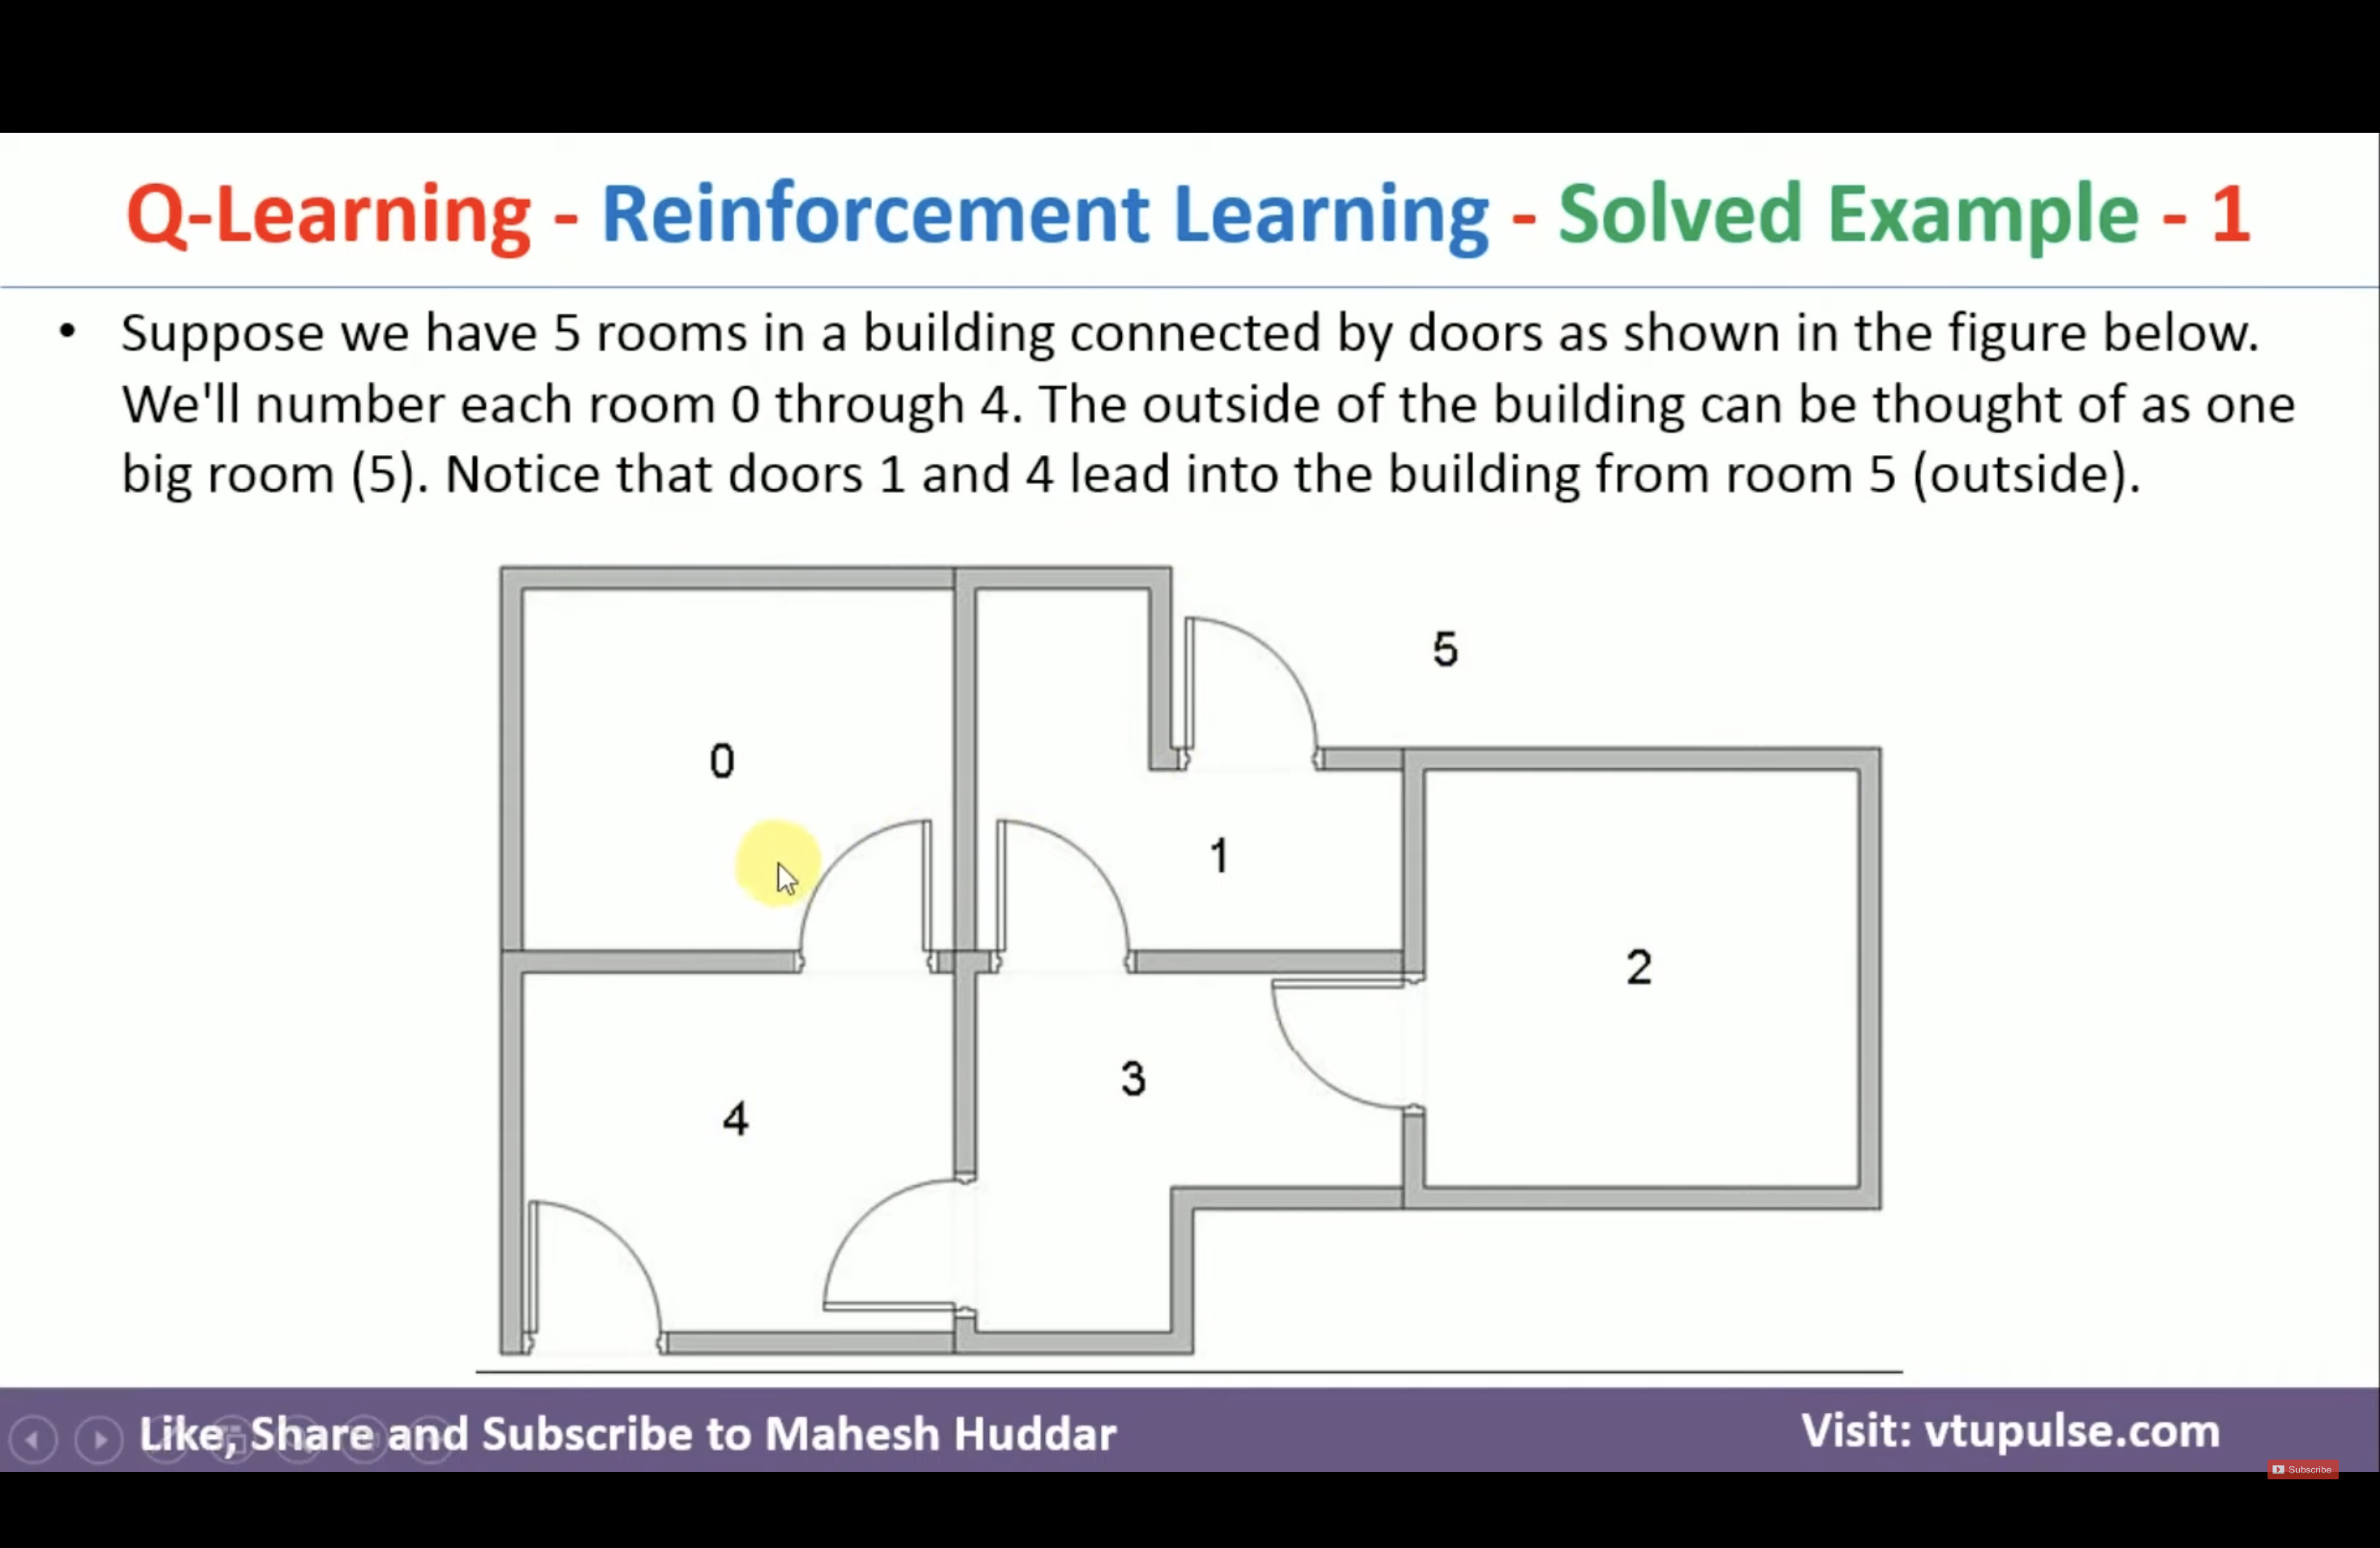 Q-Learning - Reinforcement Learning - Solved Example - 1
• Suppose we have 5 rooms in a building connected by doors as shown in the figure below.
We'll number each room 0 through 4. The outside of the building can be thought of as one
big room (5). Notice that doors 1 and 4 lead into the building from room 5 (outside).
5
0
1
2
3
4
Like, Share and Subscribe to Mahesh Huddar
Visit: vtupulse.com
Subscribe